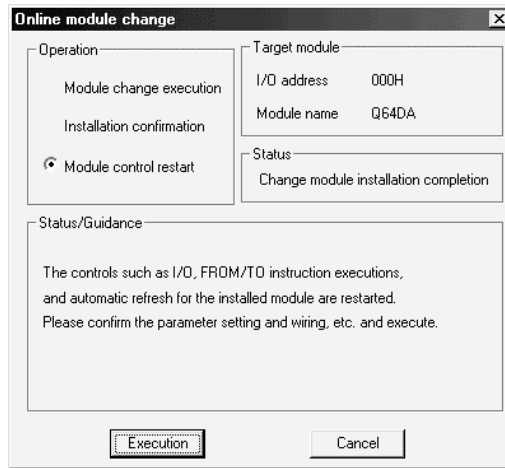 Online module change
Operation
Module change execution
Installation confirmation
Module control restart
Target module
I/O address 000H
Module name Q64DA
Status
Change module installation completion
Status/Guidance
The controls such as I/O, FROM/TO instruction executions,
and automatic refresh for the installed module are restarted.
Please confirm the parameter setting and wiring, etc. and execute.
Execution
Cancel